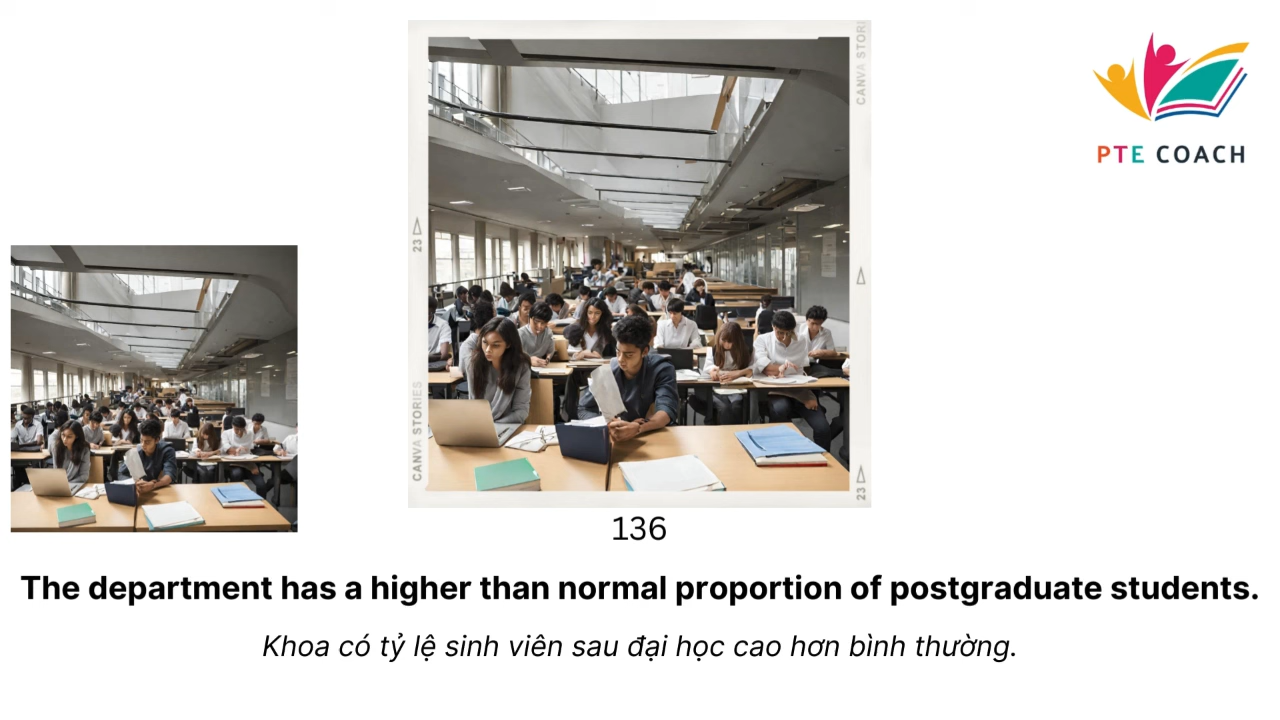 CANVA STORI
PTE COACH
23
23
CANVA STORIES
136
The department has a higher than normal proportion of postgraduate students.
Khoa có tỷ lệ sinh viên sau đại học cao hơn bình thường.